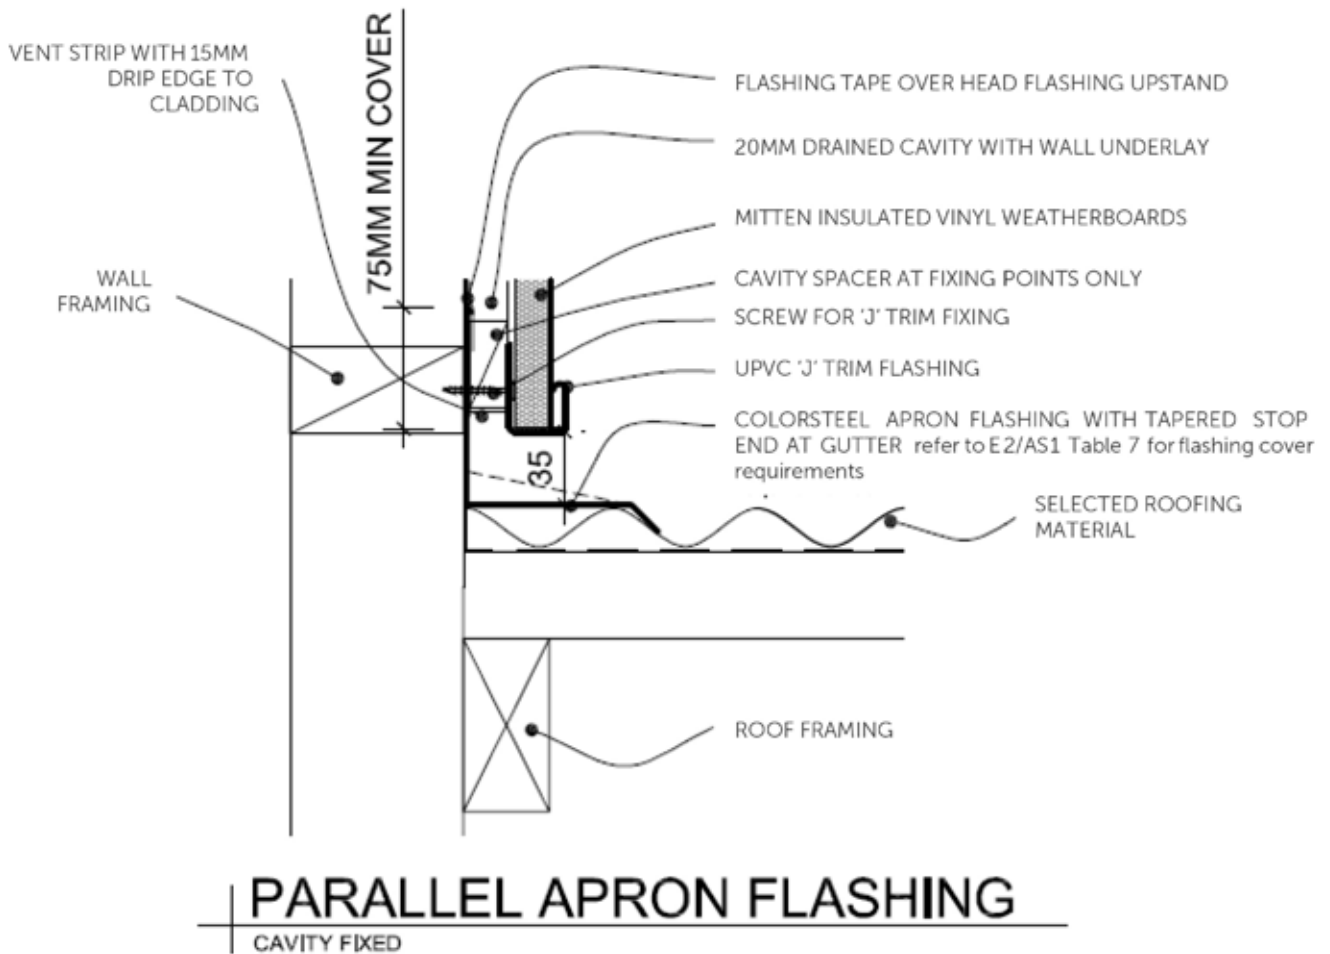 VENT STRIP WITH 15MM
DRIP EDGE TO
CLADDING
75MM MIN COVER
WALL
FRAMING
FLASHING TAPE OVER HEAD FLASHING UPSTAND
20MM DRAINED CAVITY WITH WALL UNDERLAY
MITTEN INSULATED VINYL WEATHERBOARDS
CAVITY SPACER AT FIXING POINTS ONLY
SCREW FOR 'J' TRIM FIXING
UPVC 'J' TRIM FLASHING
COLORSTEEL APRON FLASHING WITH TAPERED STOP
END AT GUTTER refer to E2/AS1 Table 7 for flashing cover
requirements
35
SELECTED ROOFING
MATERIAL
ROOF FRAMING
PARALLEL APRON FLASHING
CAVITY FIXED